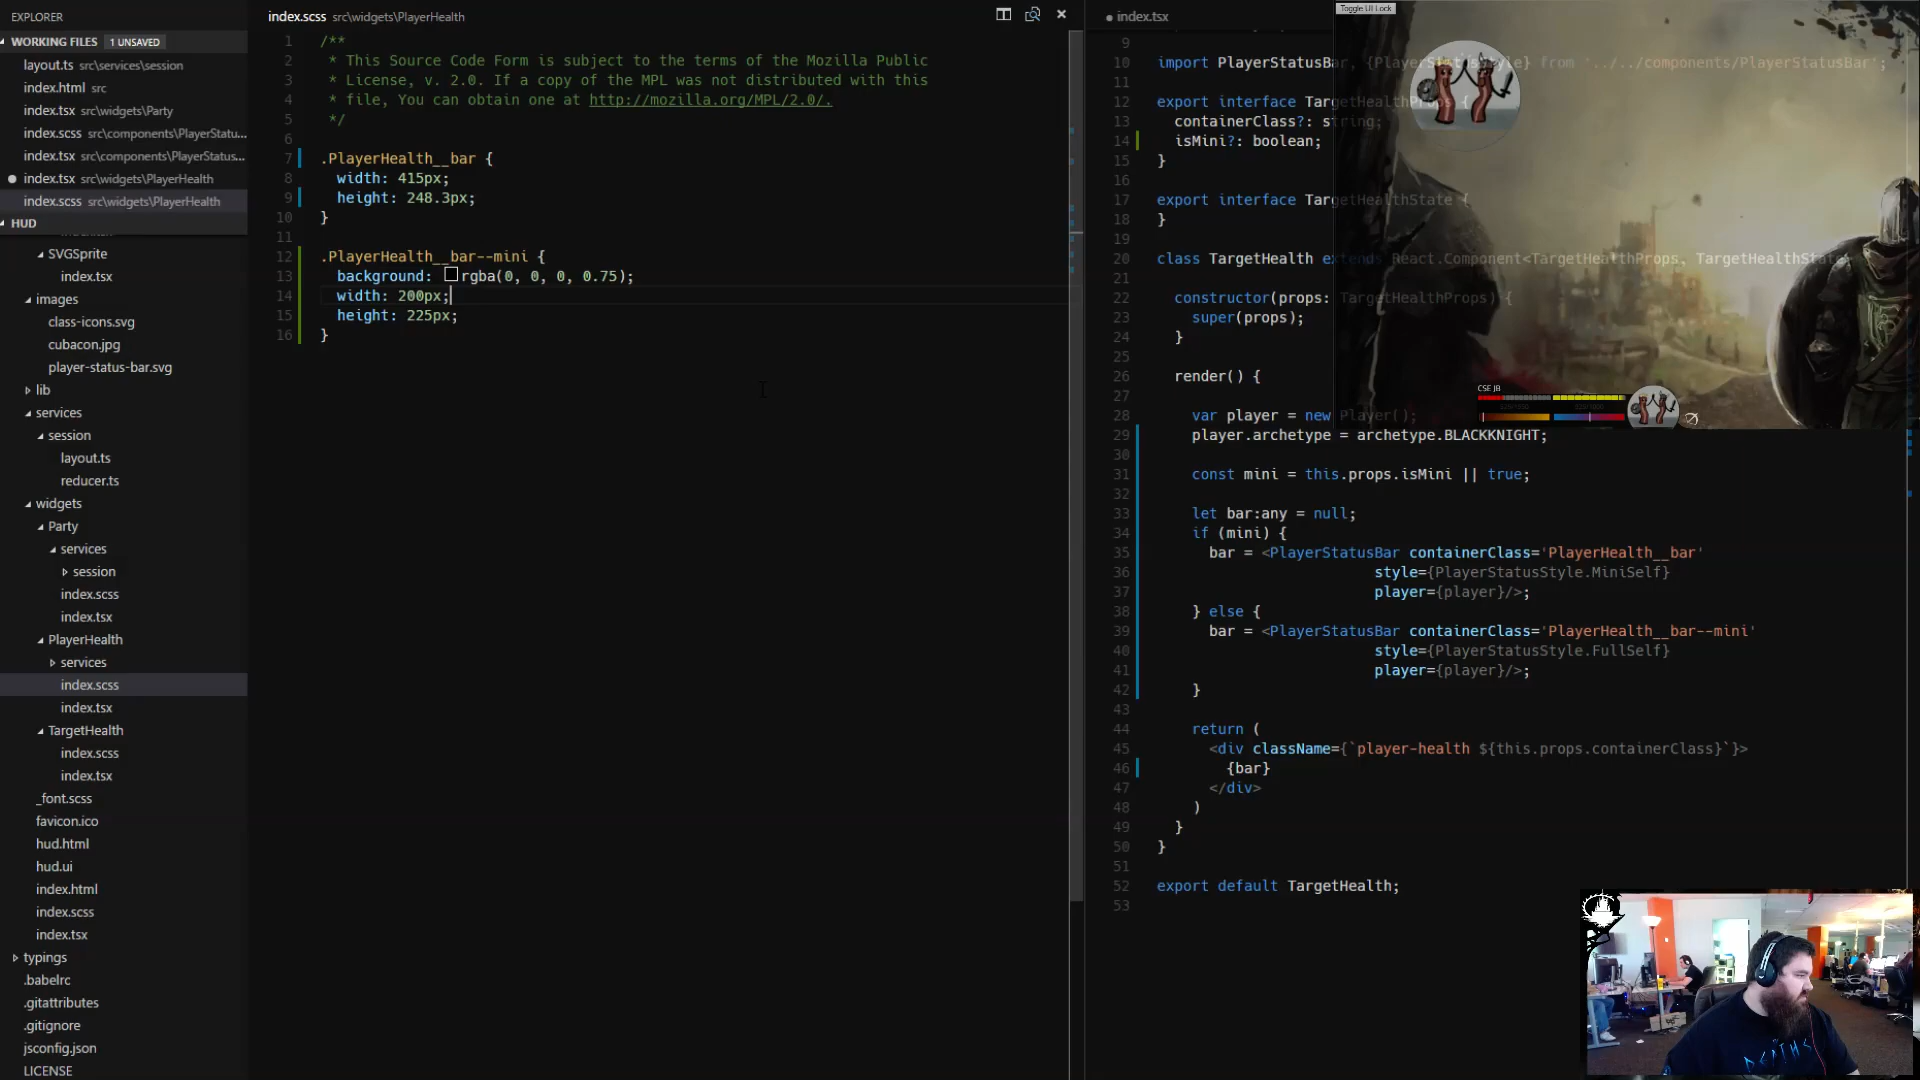 EXPLORER
WORKING FILES 1 UNSAVED
layout.ts src\services\session
index.html src
index.tsx src\widgets\Party
index.scss src\components\PlayerStatu...
index.tsx src\components\PlayerStatus...
index.tsx src\widgets\PlayerHealth
index.scss src\widgets\PlayerHealth
HUD
SVGSprite
index.tsx
images
class-icons.svg
cubacon.jpg
player-status-bar.svg
lib
services
session
layout.ts
reducer.ts
widgets
Party
services
session
index.scss
index.tsx
PlayerHealth
services
index.scss
index.tsx
TargetHealth
index.scss
index.tsx
_font.scss
favicon.ico
hud.html
hud.ui
index.html
index.scss
index.tsx
typings
.babelrc
.gitattributes
.gitignore
jsconfig.json
LICENSE
index.scss src\widgets\PlayerHealth
1 /**
2 * This Source Code Form is subject to the terms of the Mozilla Public
3 * License, v. 2.0. If a copy of the MPL was not distributed with this
4 * file, You can obtain one at http://mozilla.org/MPL/2.0/.
5 */
6
7 .PlayerHealth__bar {
8 width: 415px;
9 height: 248.3px;
10 }
11
12 .PlayerHealth__bar--mini {
13 background: rgba(0, 0, 0, 0.75);
14 width: 200px;
15 height: 225px;
16 }
index.tsx
9
10 import PlayerStatusBar, {PlayerStatusStyle} from '../../components/PlayerStatusBar';
11
12 export interface TargetHealthProps {
13 containerClass?: string;
14 isMini?: boolean;
15 }
16
17 export interface TargetHealthState {
18 }
19
20 class TargetHealth extends React.Component<TargetHealthProps, TargetHealthState>
21
22 constructor(props: TargetHealthProps) {
23 super(props);
24 }
25
26 render() {
27
28 var player = new Player();
29 player.archetype = archetype.BLACKKNIGHT;
30
31 const mini = this.props.isMini || true;
32
33 let bar:any = null;
34 if (mini) {
35 bar = <PlayerStatusBar containerClass='PlayerHealth__bar'
36 style={PlayerStatusStyle.MiniSelf}
37 player={player}/>;
38 } else {
39 bar = <PlayerStatusBar containerClass='PlayerHealth__bar--mini'
40 style={PlayerStatusStyle.FullSelf}
41 player={player}/>;
42 }
43
44 return (
45 <div className={`player-health ${this.props.containerClass}`}>
46 {bar}
47 </div>
48 )
49 }
50 }
51
52 export default TargetHealth;
53
Toggle UI Lock
CSE JB